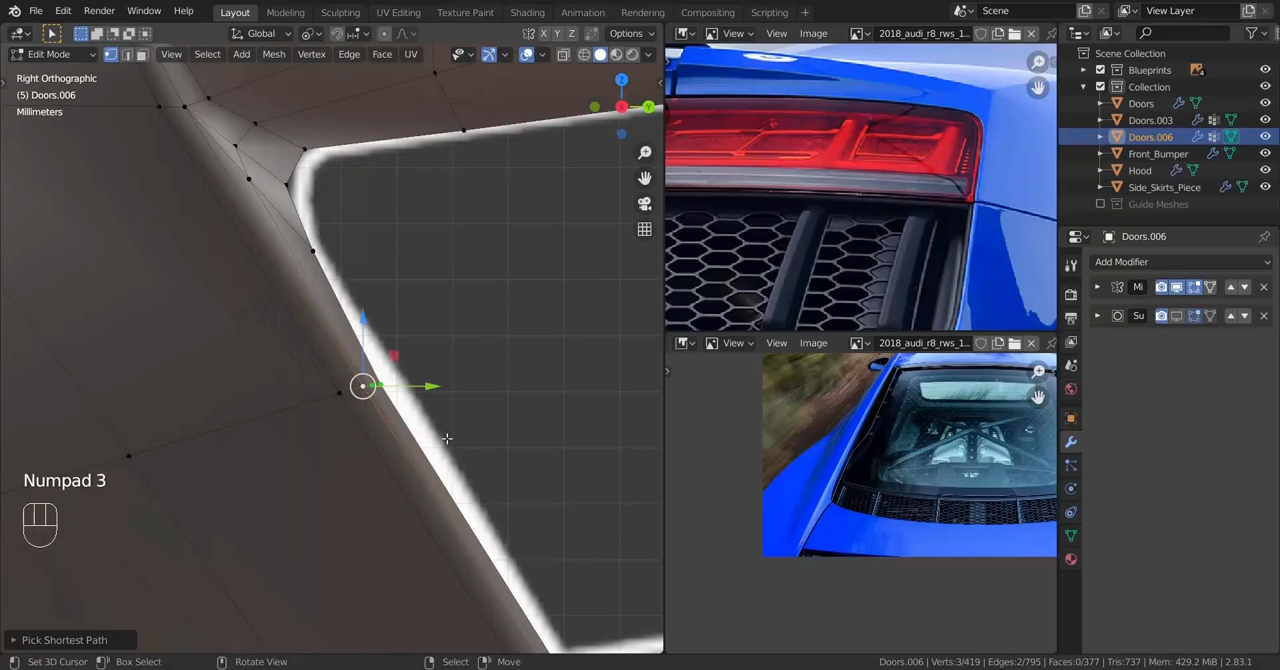 File Edit Render Window Help Layout Modeling Sculpting UV Editing Texture Paint Shading Animation Rendering Compositing Scripting + Scene View Layer
Global X Y Z Options View View Image 2018_audi_r8_rws_1...
Edit Mode View Select Add Mesh Vertex Edge Face UV
Right Orthographic
(5) Doors.006
Millimeters
Z
X
Y
Scene Collection
Blueprints
Collection
Doors
Doors.003
Doors.006
Front_Bumper
Hood
Side_Skirts_Piece
Guide Meshes
Doors.006
Add Modifier
Mi
Su
View View Image 2018_audi_r8_rws_1...
Numpad 3
Pick Shortest Path
Set 3D Cursor Box Select Rotate View Select Move Doors.006 | Verts:3/419 | Edges:2/795 | Faces:0/377 | Tris:737 | Mem: 429.2 MiB | 2.83.1